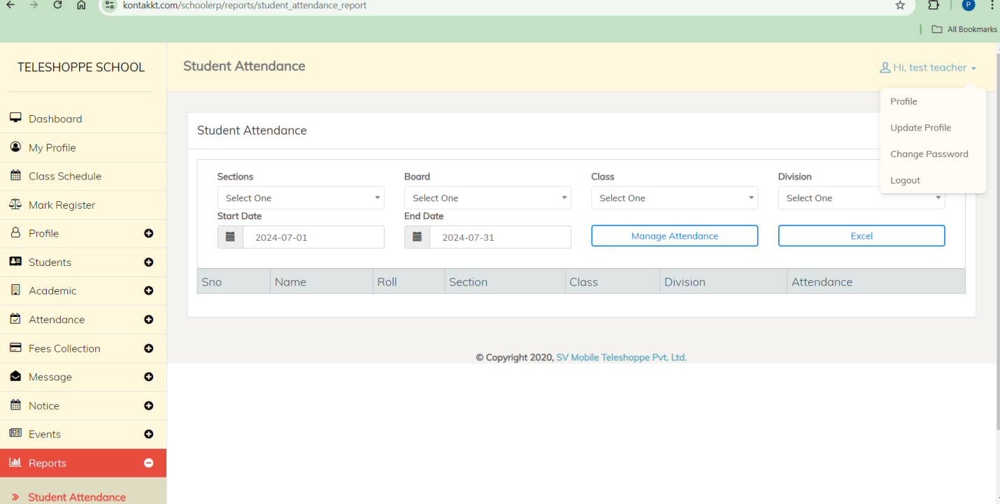 kontakkt.com/schoolerp/reports/student_attendance_report
P
All Bookmarks
TELESHOPPE SCHOOL
Student Attendance
Hi, test teacher
Profile
Update Profile
Change Password
Logout
Dashboard
My Profile
Class Schedule
Mark Register
Profile
Students
Academic
Attendance
Fees Collection
Message
Notice
Events
Reports
Student Attendance
Student Attendance
Sections Board Class Division
Select One Select One Select One Select One
Start Date End Date
2024-07-01 2024-07-31 Manage Attendance Excel
Sno Name Roll Section Class Division Attendance
© Copyright 2020, SV Mobile Teleshoppe Pvt. Ltd.